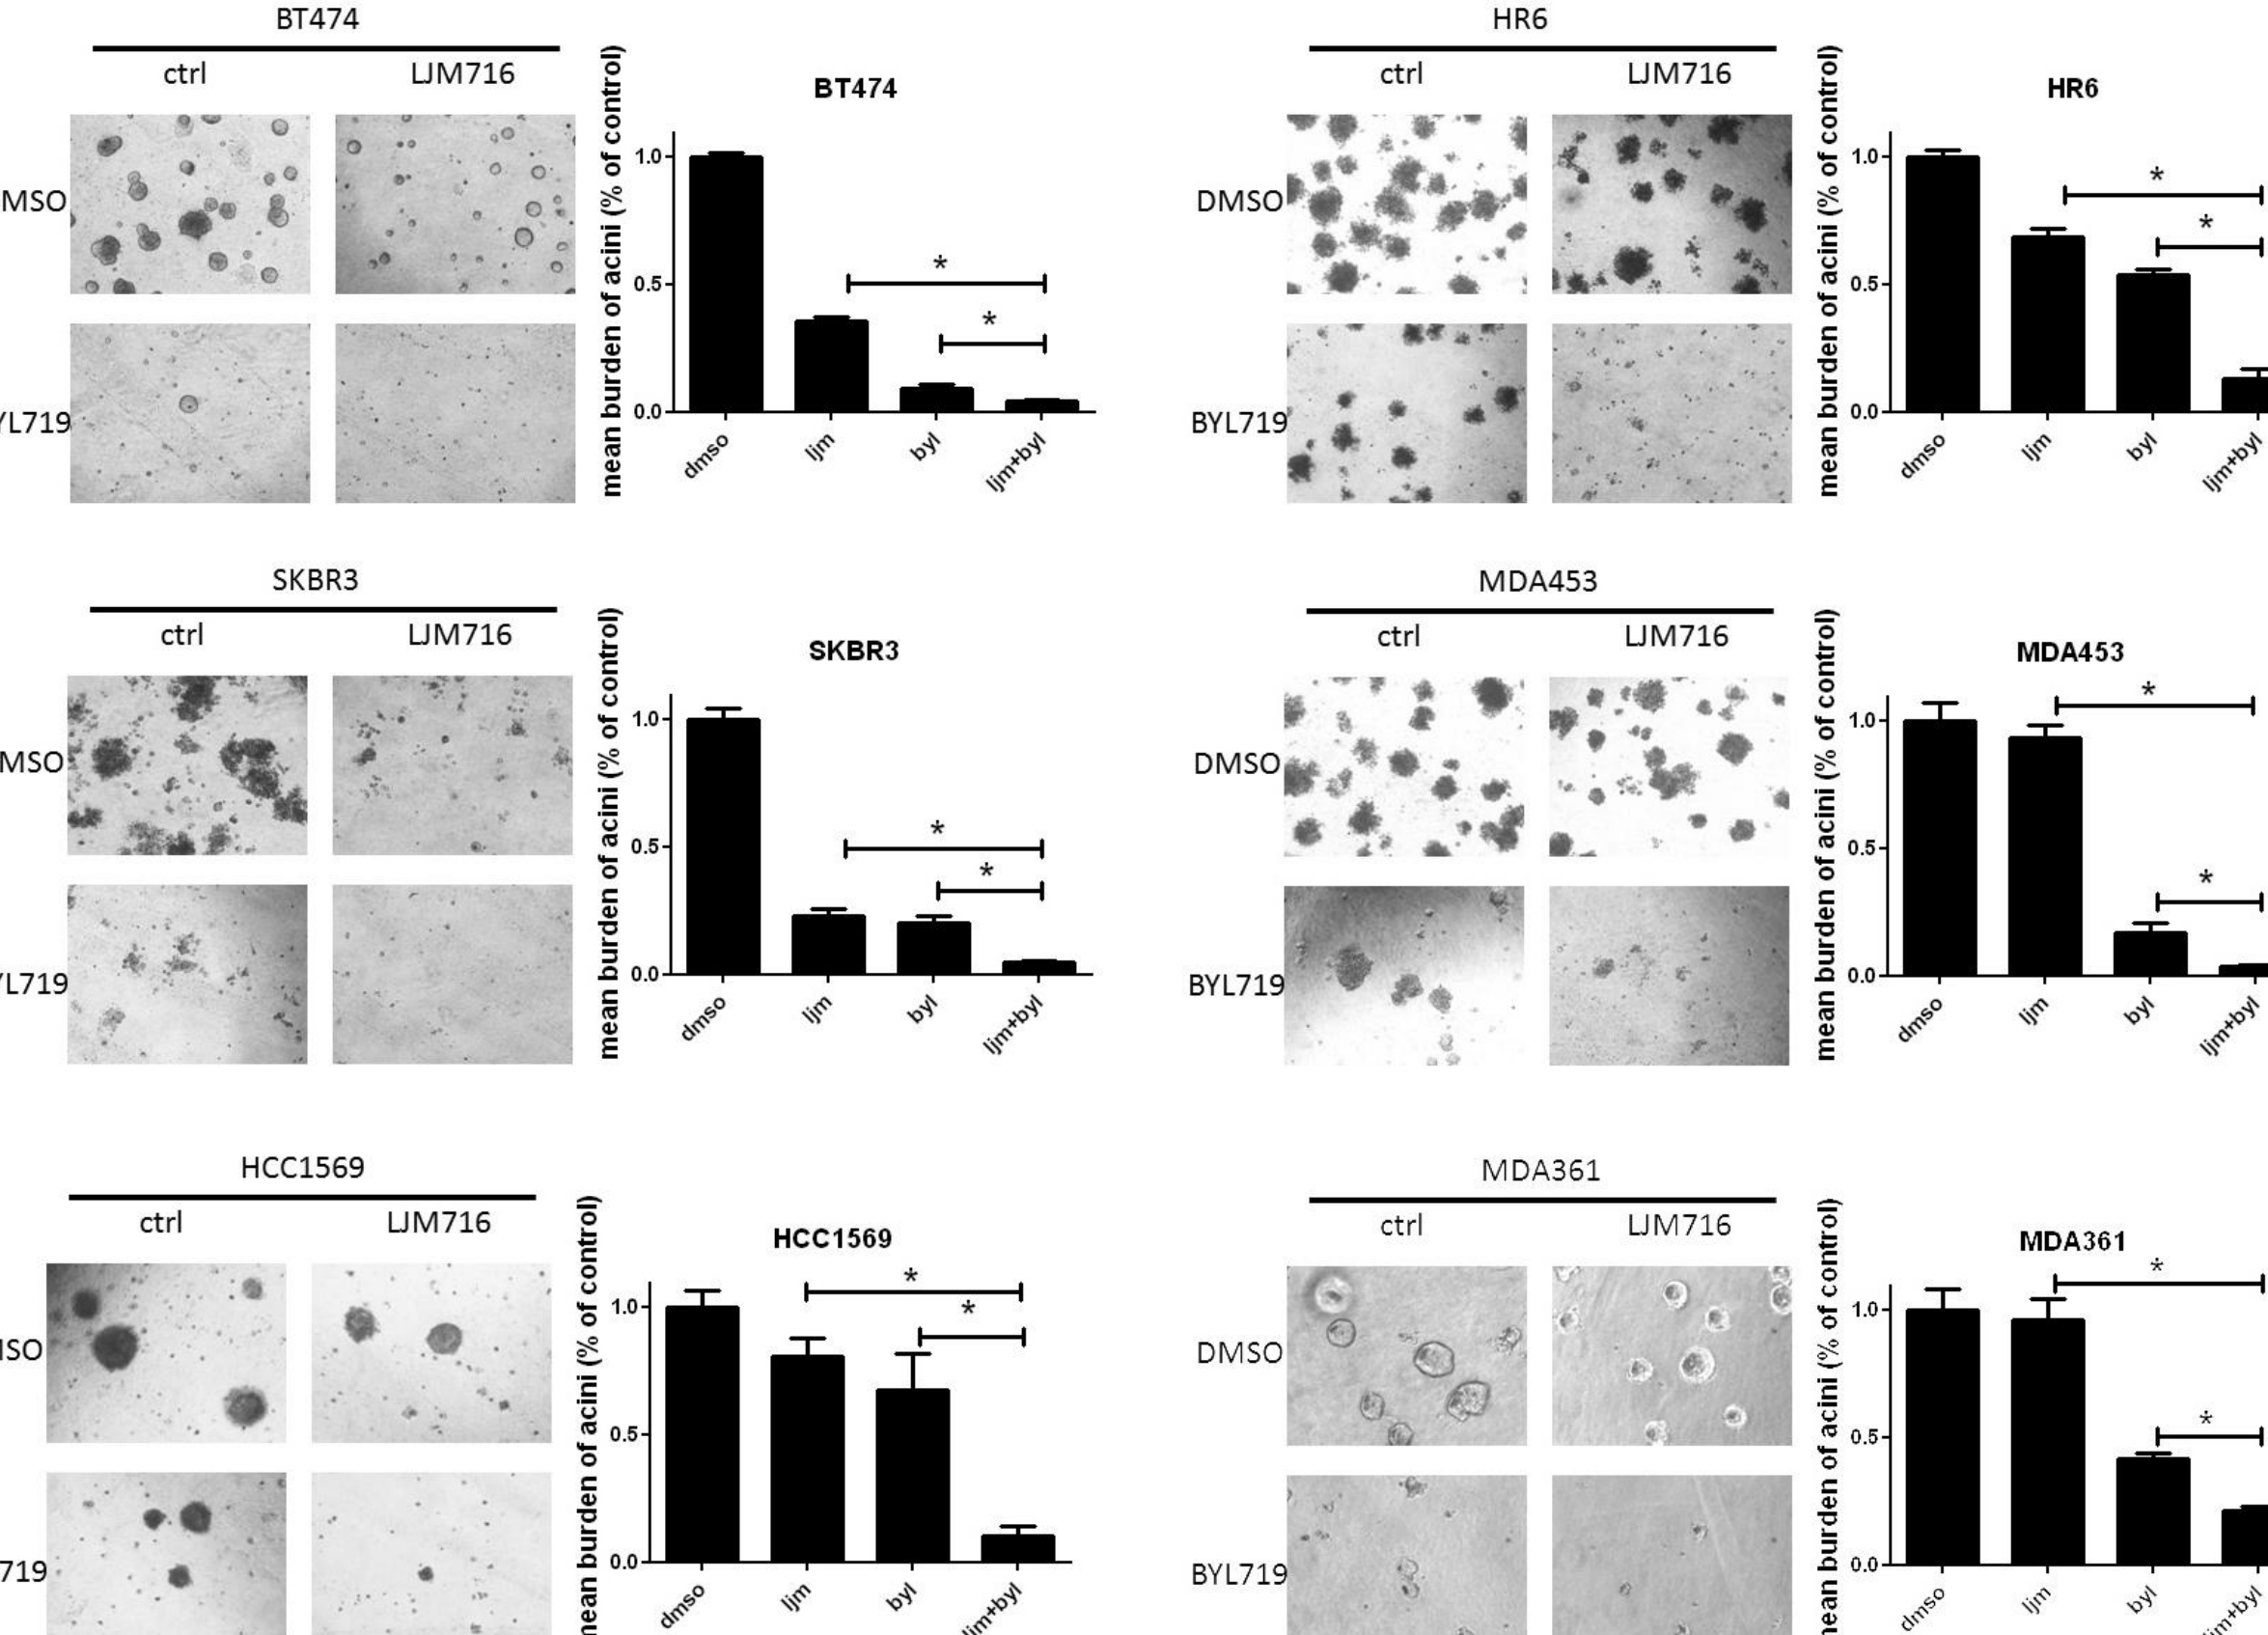 BT474
ctrl LJM716
MSO
YL719
BT474
mean burden of acini (% of control)
1.0
0.5
0.0
*
*
dmso
ljm
byl
ljm+byl
HR6
ctrl LJM716
DMSO
BYL719
HR6
mean burden of acini (% of control)
1.0
0.5
0.0
*
*
dmso
ljm
byl
ljm+byl
SKBR3
ctrl LJM716
MSO
YL719
SKBR3
mean burden of acini (% of control)
1.0
0.5
0.0
*
*
dmso
ljm
byl
ljm+byl
MDA453
ctrl LJM716
DMSO
BYL719
MDA453
mean burden of acini (% of control)
1.0
0.5
0.0
*
*
dmso
ljm
byl
ljm+byl
HCC1569
ctrl LJM716
MSO
719
HCC1569
mean burden of acini (% of control)
1.0
0.5
0.0
*
*
dmso
ljm
byl
ljm+byl
MDA361
ctrl LJM716
DMSO
BYL719
MDA361
mean burden of acini (% of control)
1.0
0.5
0.0
*
*
dmso
ljm
byl
ljm+byl